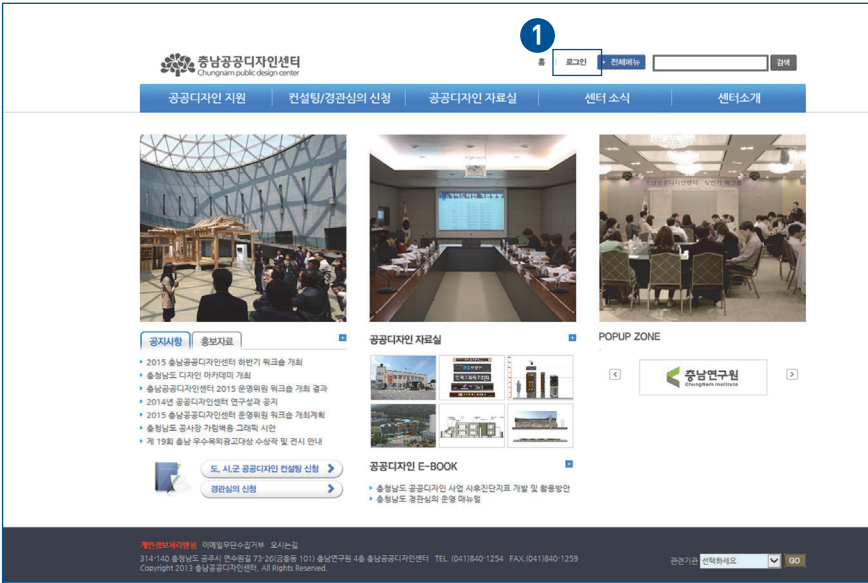 1
충남공공디자인센터
Chungnam public design center
홈 로그인 전체메뉴 검색
공공디자인 지원 컨설팅/경관심의 신청 공공디자인 자료실 센터 소식 센터소개
충남공공디자인센터 상반기 워크숍
공지사항 홍보자료
2015 충남공공디자인센터 하반기 워크숍 개최
충청남도 디자인 아카데미 개최
충남공공디자인센터 2015 운영위원 워크숍 개최 결과
2014년 공공디자인센터 연구성과 공지
2015 충남공공디자인센터 운영위원 워크숍 개최계획
충청남도 공사장 가림벽용 그래픽 시안
제 19회 충남 우수옥외광고대상 수상작 및 전시 안내
도, 시,군 공공디자인 컨설팅 신청
경관심의 신청
공공디자인 자료실
공공디자인 E-BOOK
충청남도 공공디자인 사업 사후진단지표 개발 및 활용방안
충청남도 경관심의 운영 매뉴얼
POPUP ZONE
충남연구원
ChungNam Institute
개인정보처리방침 이메일무단수집거부 오시는길
314-140 충청남도 공주시 연수원길 73-26(금흥동 101) 충남연구원 4층 충남공공디자인센터 TEL. (041)840-1254 FAX.(041)840-1259
Copyright 2013 충남공공디자인센터, All Rights Reserved.
관련기관 선택하세요 GO